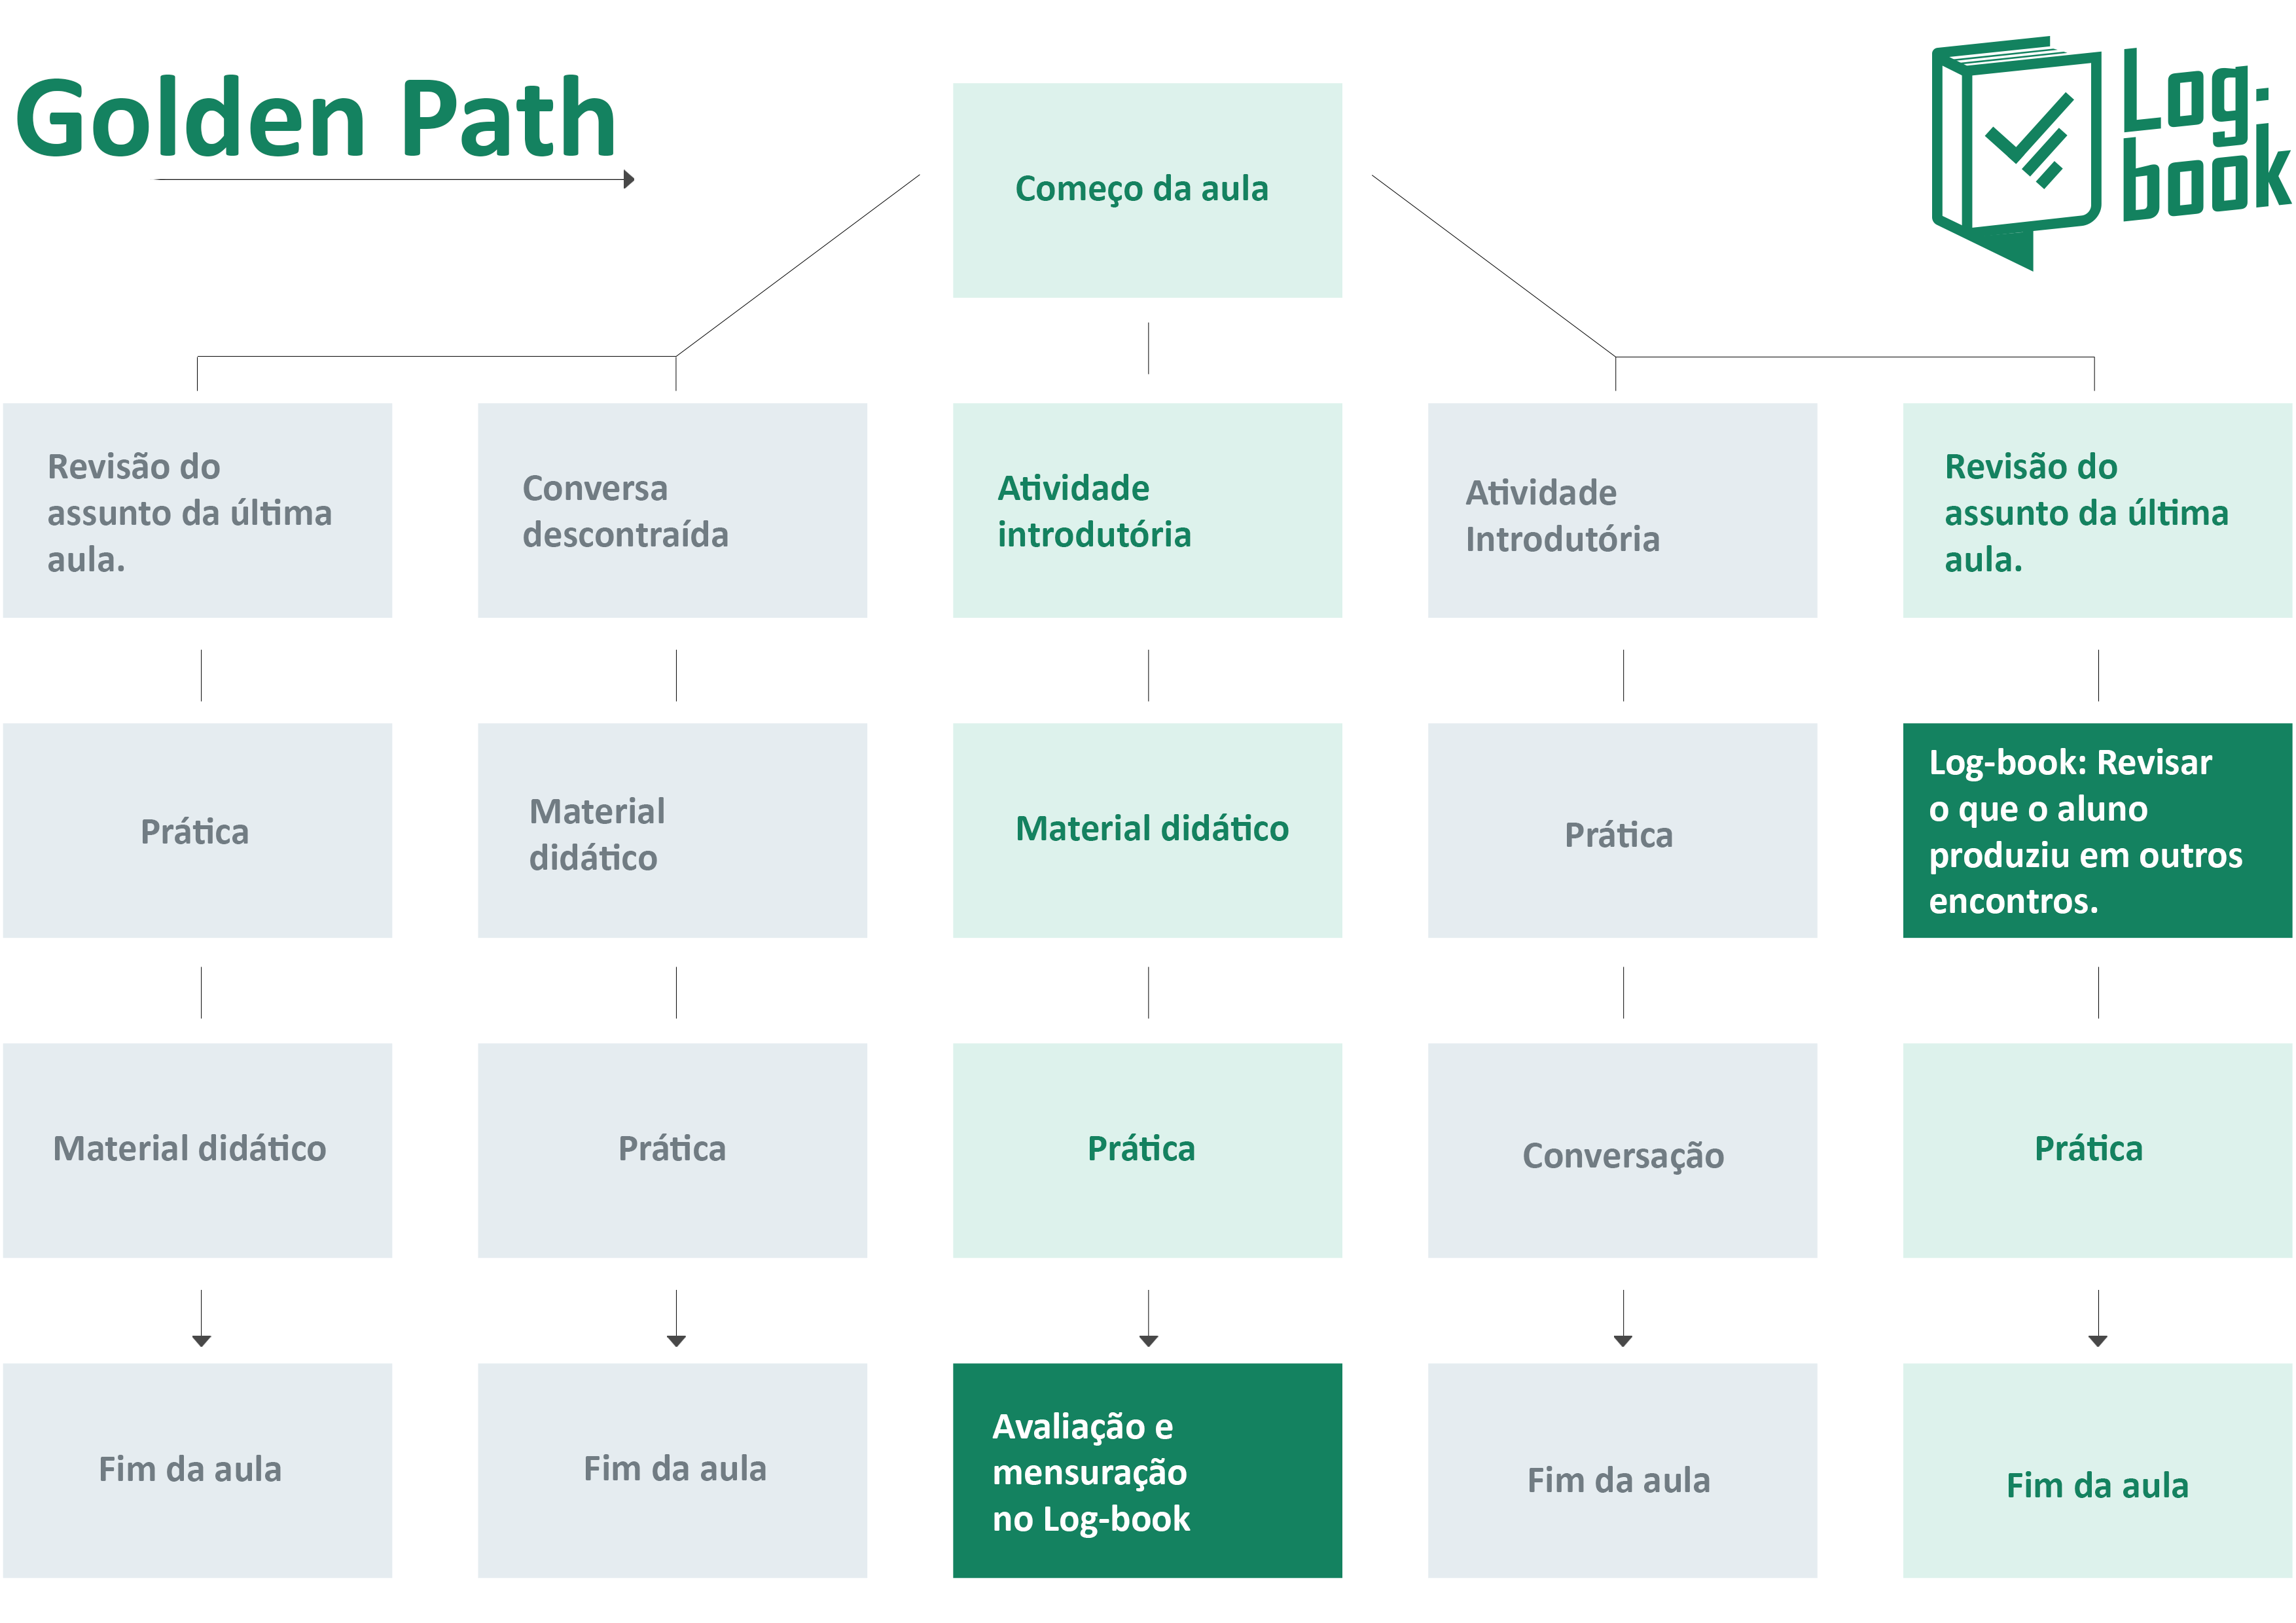 Golden Path
Log-
book
Começo da aula
Revisão do
assunto da última
aula.
Conversa
descontraída
Atividade
introdutória
Atividade
Introdutória
Revisão do
assunto da última
aula.
Prática
Material
didático
Material didático
Prática
Log-book: Revisar
o que o aluno
produziu em outros
encontros.
Material didático
Prática
Prática
Conversação
Prática
Fim da aula
Fim da aula
Avaliação e
mensuração
no Log-book
Fim da aula
Fim da aula